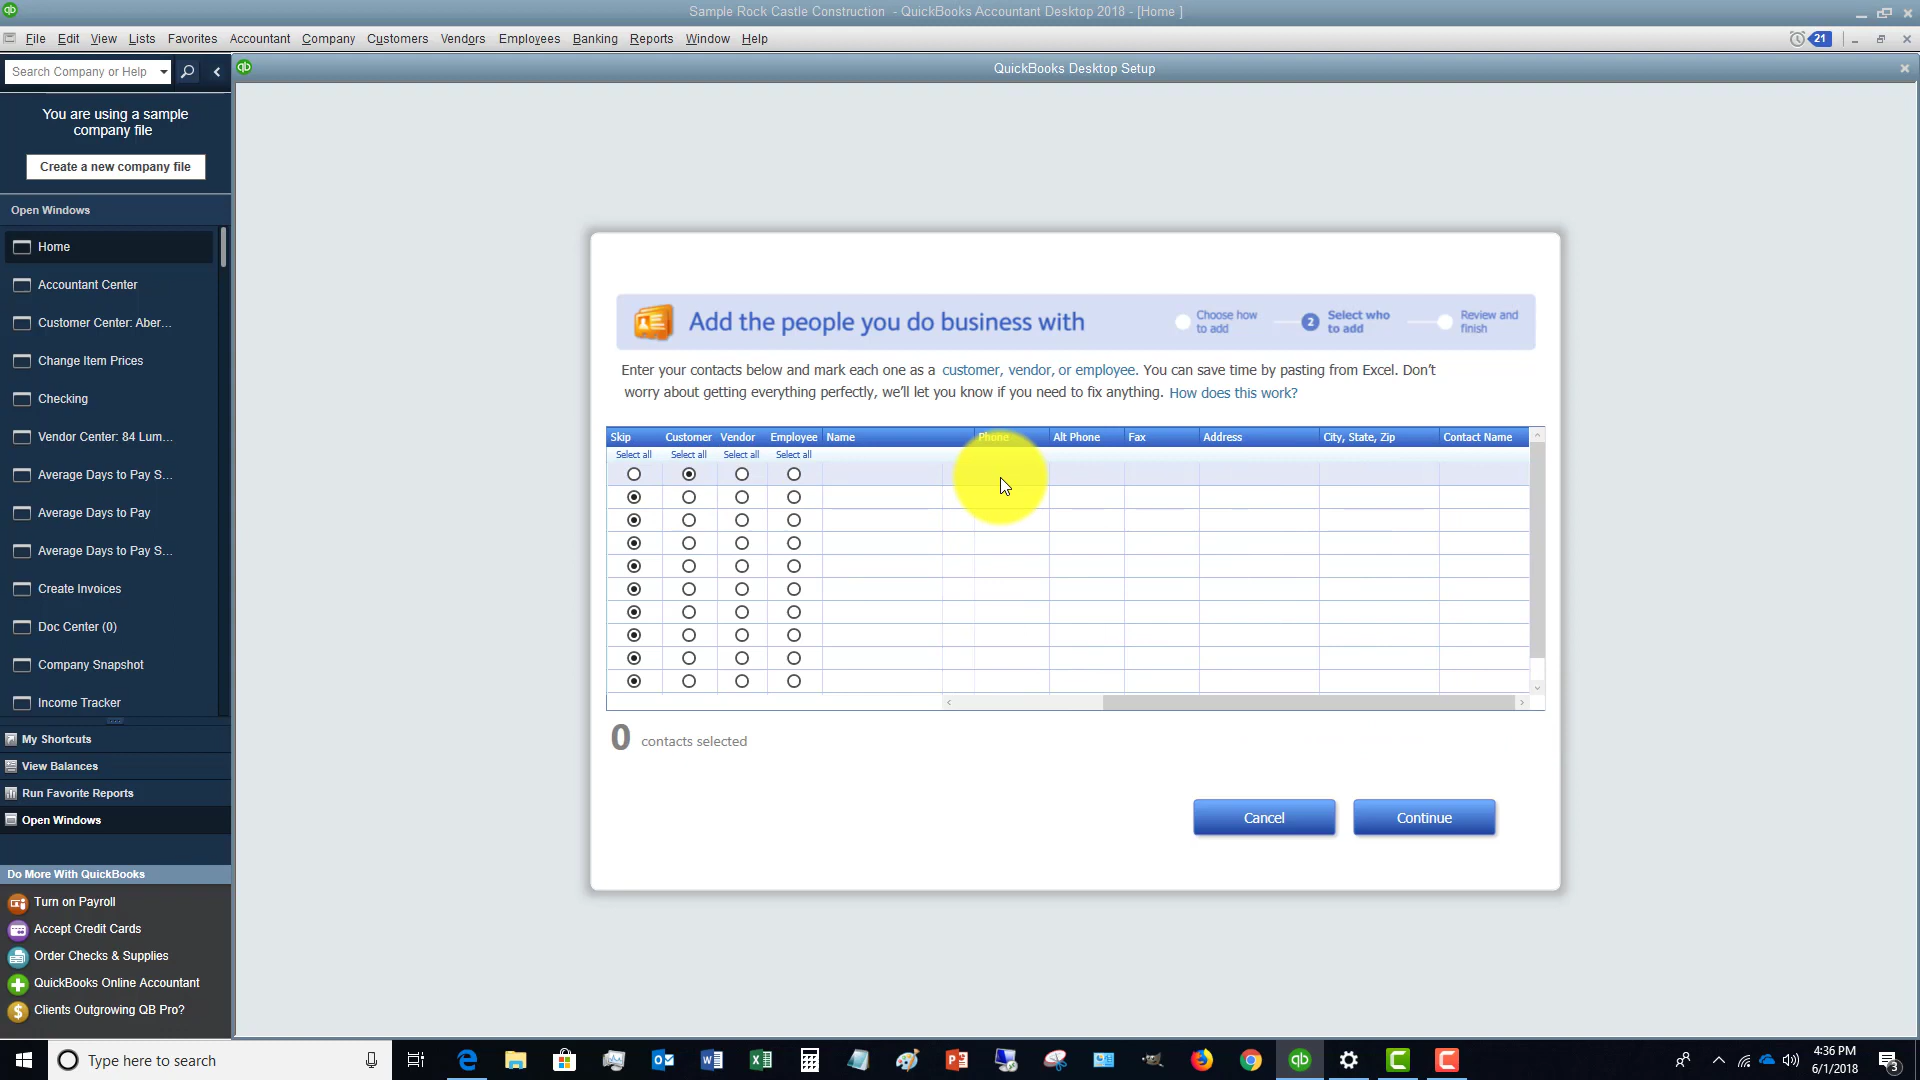 Sample Rock Castle Construction - QuickBooks Accountant Desktop 2018 - [Home ]
File Edit View Lists Favorites Accountant Company Customers Vendors Employees Banking Reports Window Help
21
Search Company or Help
QuickBooks Desktop Setup
You are using a sample
company file
Create a new company file
Open Windows
Home
Accountant Center
Customer Center: Aber...
Change Item Prices
Checking
Vendor Center: 84 Lum...
Average Days to Pay S...
Average Days to Pay
Average Days to Pay S...
Create Invoices
Doc Center (0)
Company Snapshot
Income Tracker
My Shortcuts
View Balances
Run Favorite Reports
Open Windows
Do More With QuickBooks
Turn on Payroll
Accept Credit Cards
Order Checks & Supplies
QuickBooks Online Accountant
Clients Outgrowing QB Pro?
Add the people you do business with
Choose how
to add
2
Select who
to add
Review and
finish
Enter your contacts below and mark each one as a customer, vendor, or employee. You can save time by pasting from Excel. Don't
worry about getting everything perfectly, we'll let you know if you need to fix anything. How does this work?
Skip Customer Vendor Employee Name Phone Alt Phone Fax Address City, State, Zip Contact Name
Select all Select all Select all Select all
0 contacts selected
Cancel Continue
Type here to search
4:36 PM
6/1/2018
3